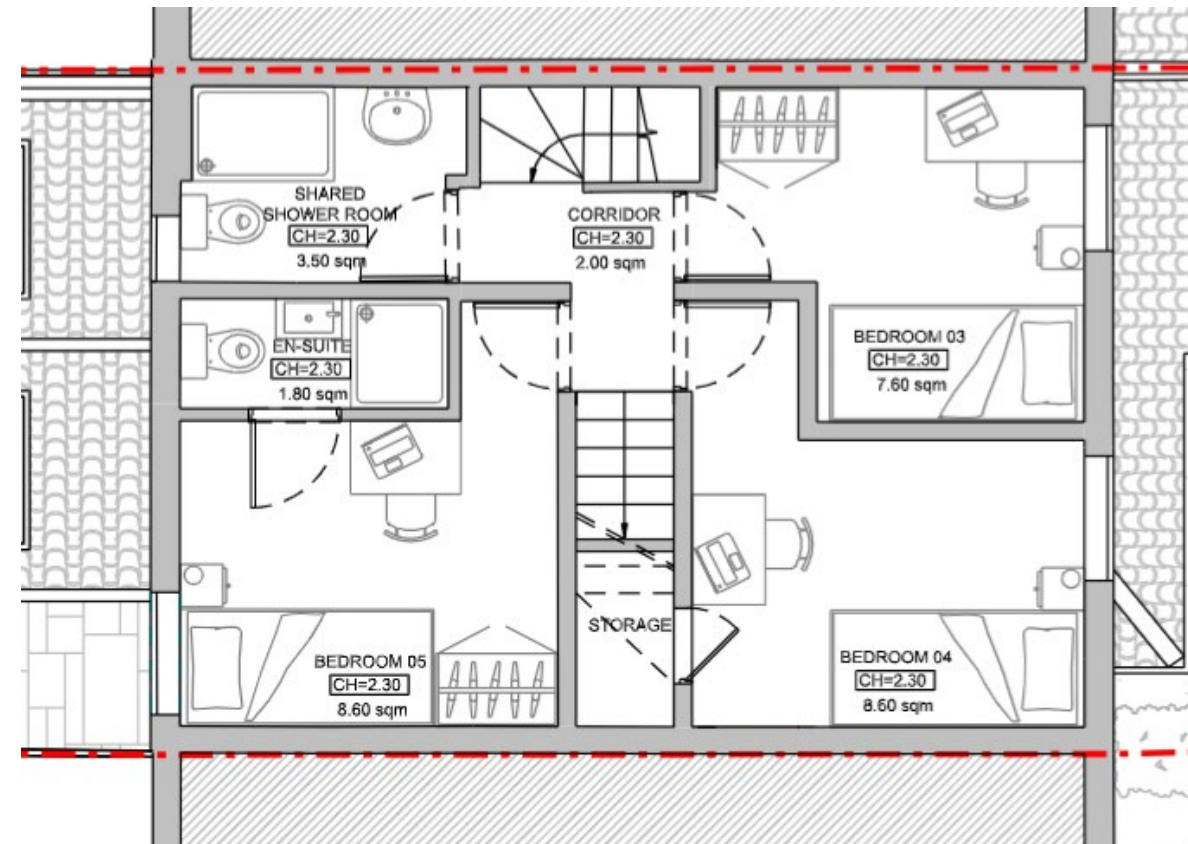 SHARED
SHOWER ROOM
CH=2.30
3.50 sqm
CORRIDOR
CH=2.30
2.00 sqm
BEDROOM 03
CH=2.30
7.60 sqm
EN-SUITE
CH=2.30
1.80 sqm
STORAGE
BEDROOM 05
CH=2.30
8.60 sqm
BEDROOM 04
CH=2.30
8.60 sqm